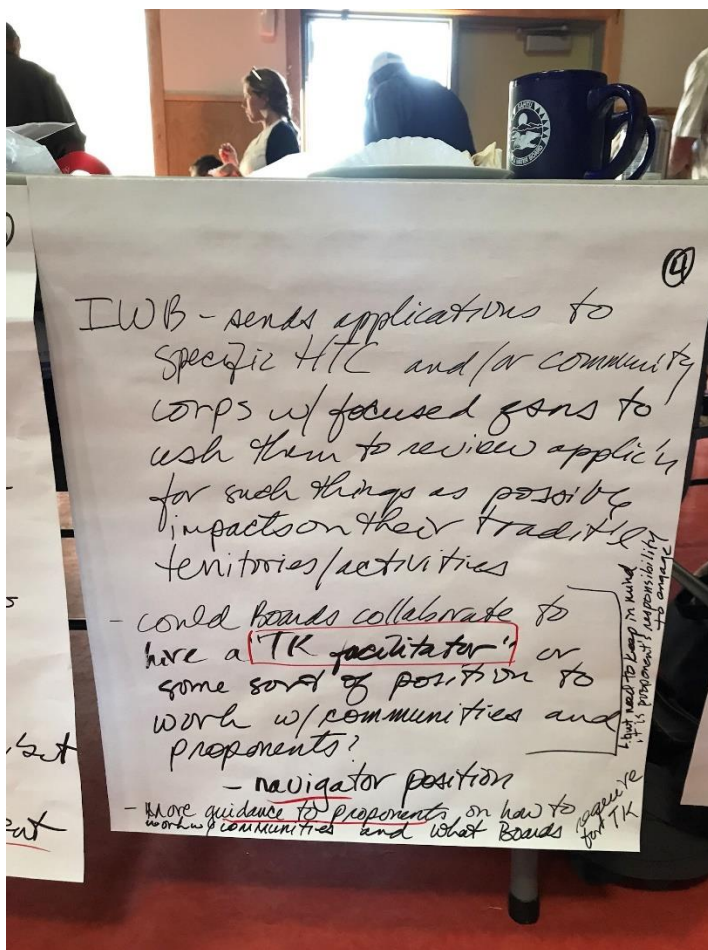 4
IWB - sends applications to
specific HTC and/or community
corps w/ focused qsns to
ask them to review applic'n
for such things as possible
impacts on their tradit'l
territories/activities
- could Boards collaborate to
hire a "TK facilitator" or
some sort of position to
work w/ communities and
proponents?
but need to keep in mind
it is proponent's responsibility
to engage
- navigator position
- more guidance to proponents on how to
work w/ communities and what Boards
require
for TK
SAHTU
WATER BOARD
but